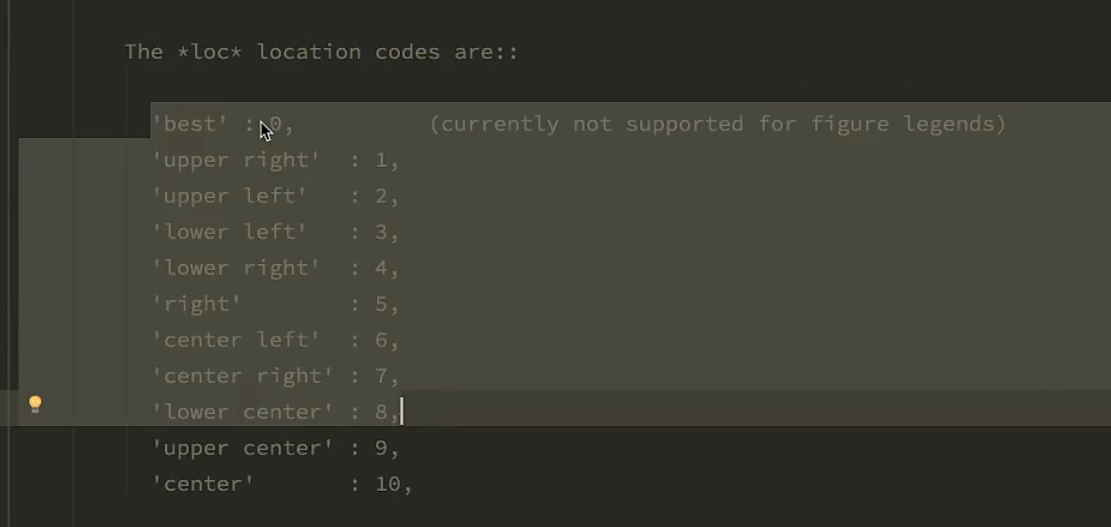 The *loc* location codes are::
'best' : 0,          (currently not supported for figure legends)
'upper right'  : 1,
'upper left'   : 2,
'lower left'   : 3,
'lower right'  : 4,
'right'        : 5,
'center left'  : 6,
'center right' : 7,
'lower center' : 8,
'upper center' : 9,
'center'       : 10,